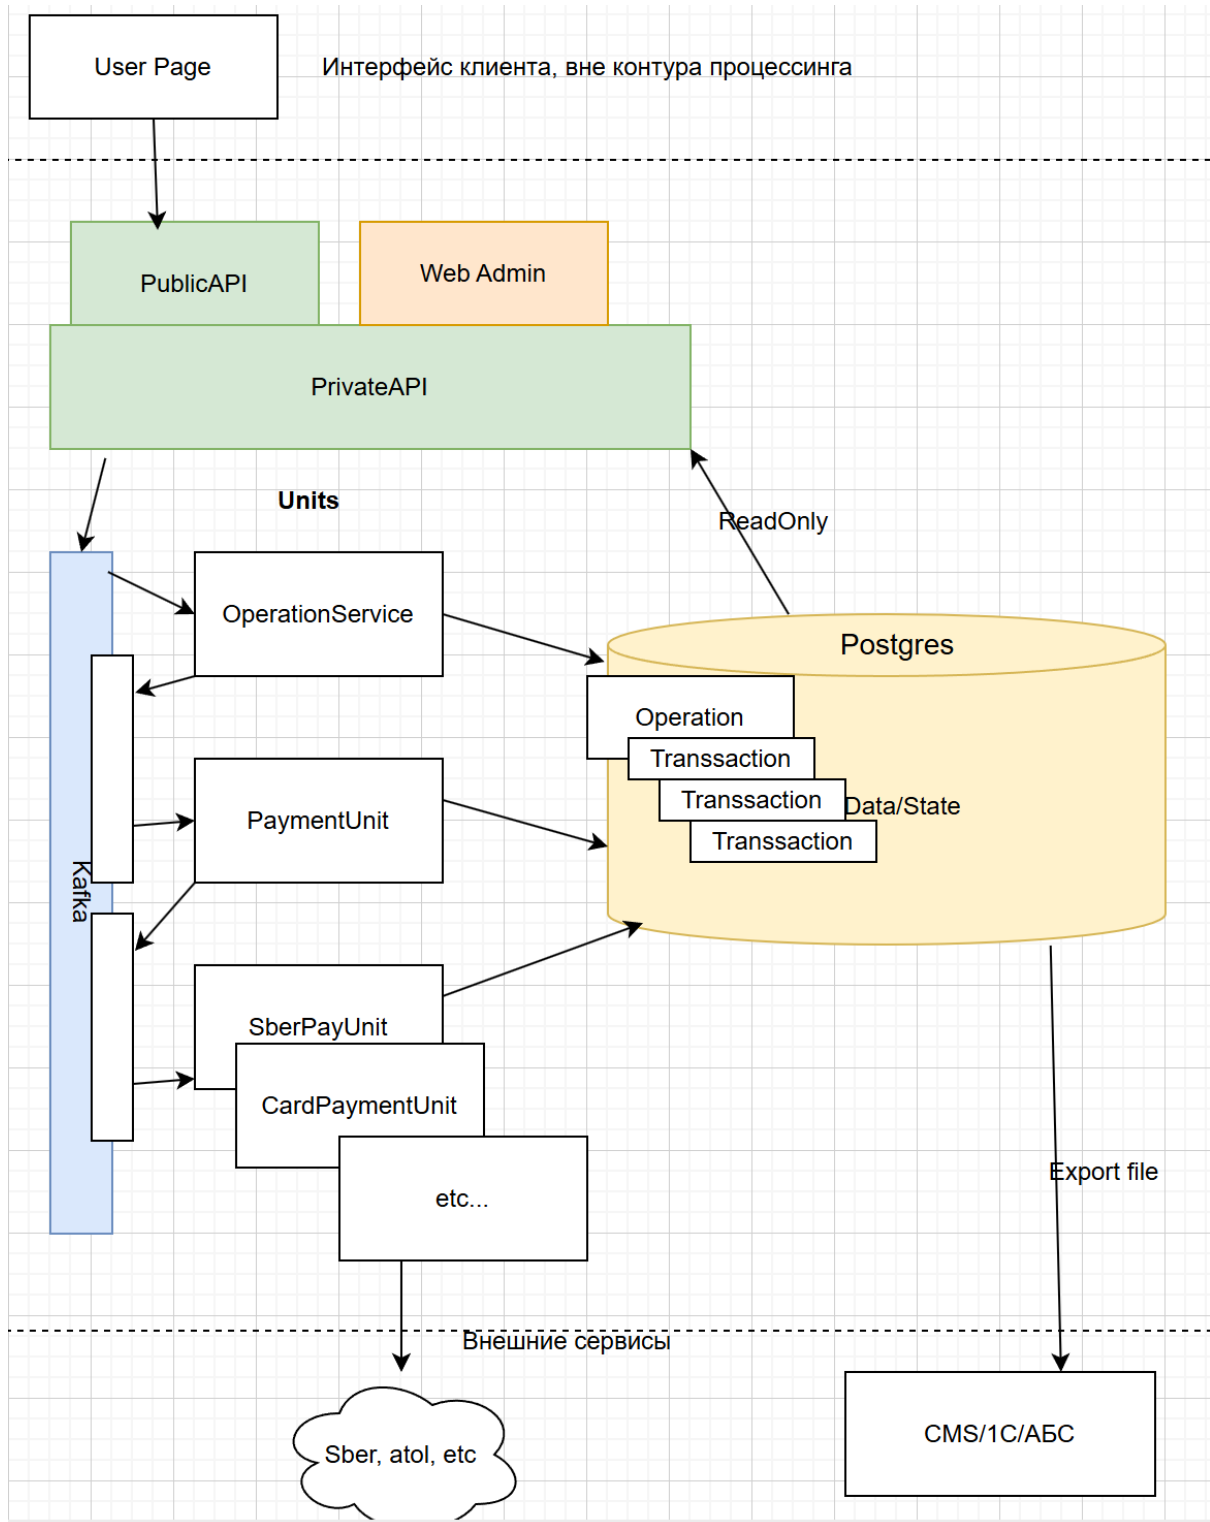 User Page
Интерфейс клиента, вне контура процессинга
PublicAPI
Web Admin
PrivateAPI
Units
ReadOnly
OperationService
Postgres
Operation
Transsaction
Transsaction
Data/State
Transsaction
PaymentUnit
Kafka
SberPayUnit
CardPaymentUnit
etc...
Export file
Внешние сервисы
Sber, atol, etc
CMS/1С/АБС